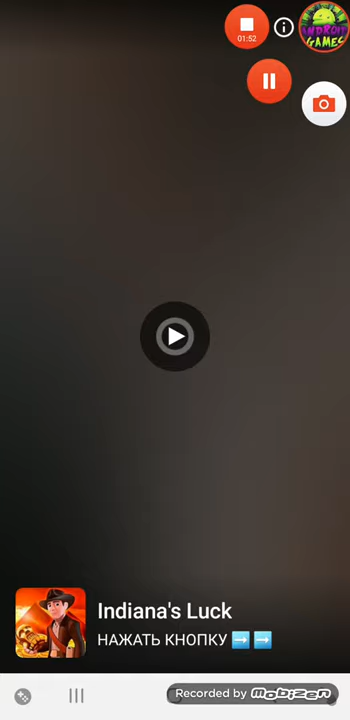 01:52
ANDROID
GAMES
Indiana's Luck
НАЖАТЬ КНОПКУ ➡️➡️
Recorded by MOBIZEN